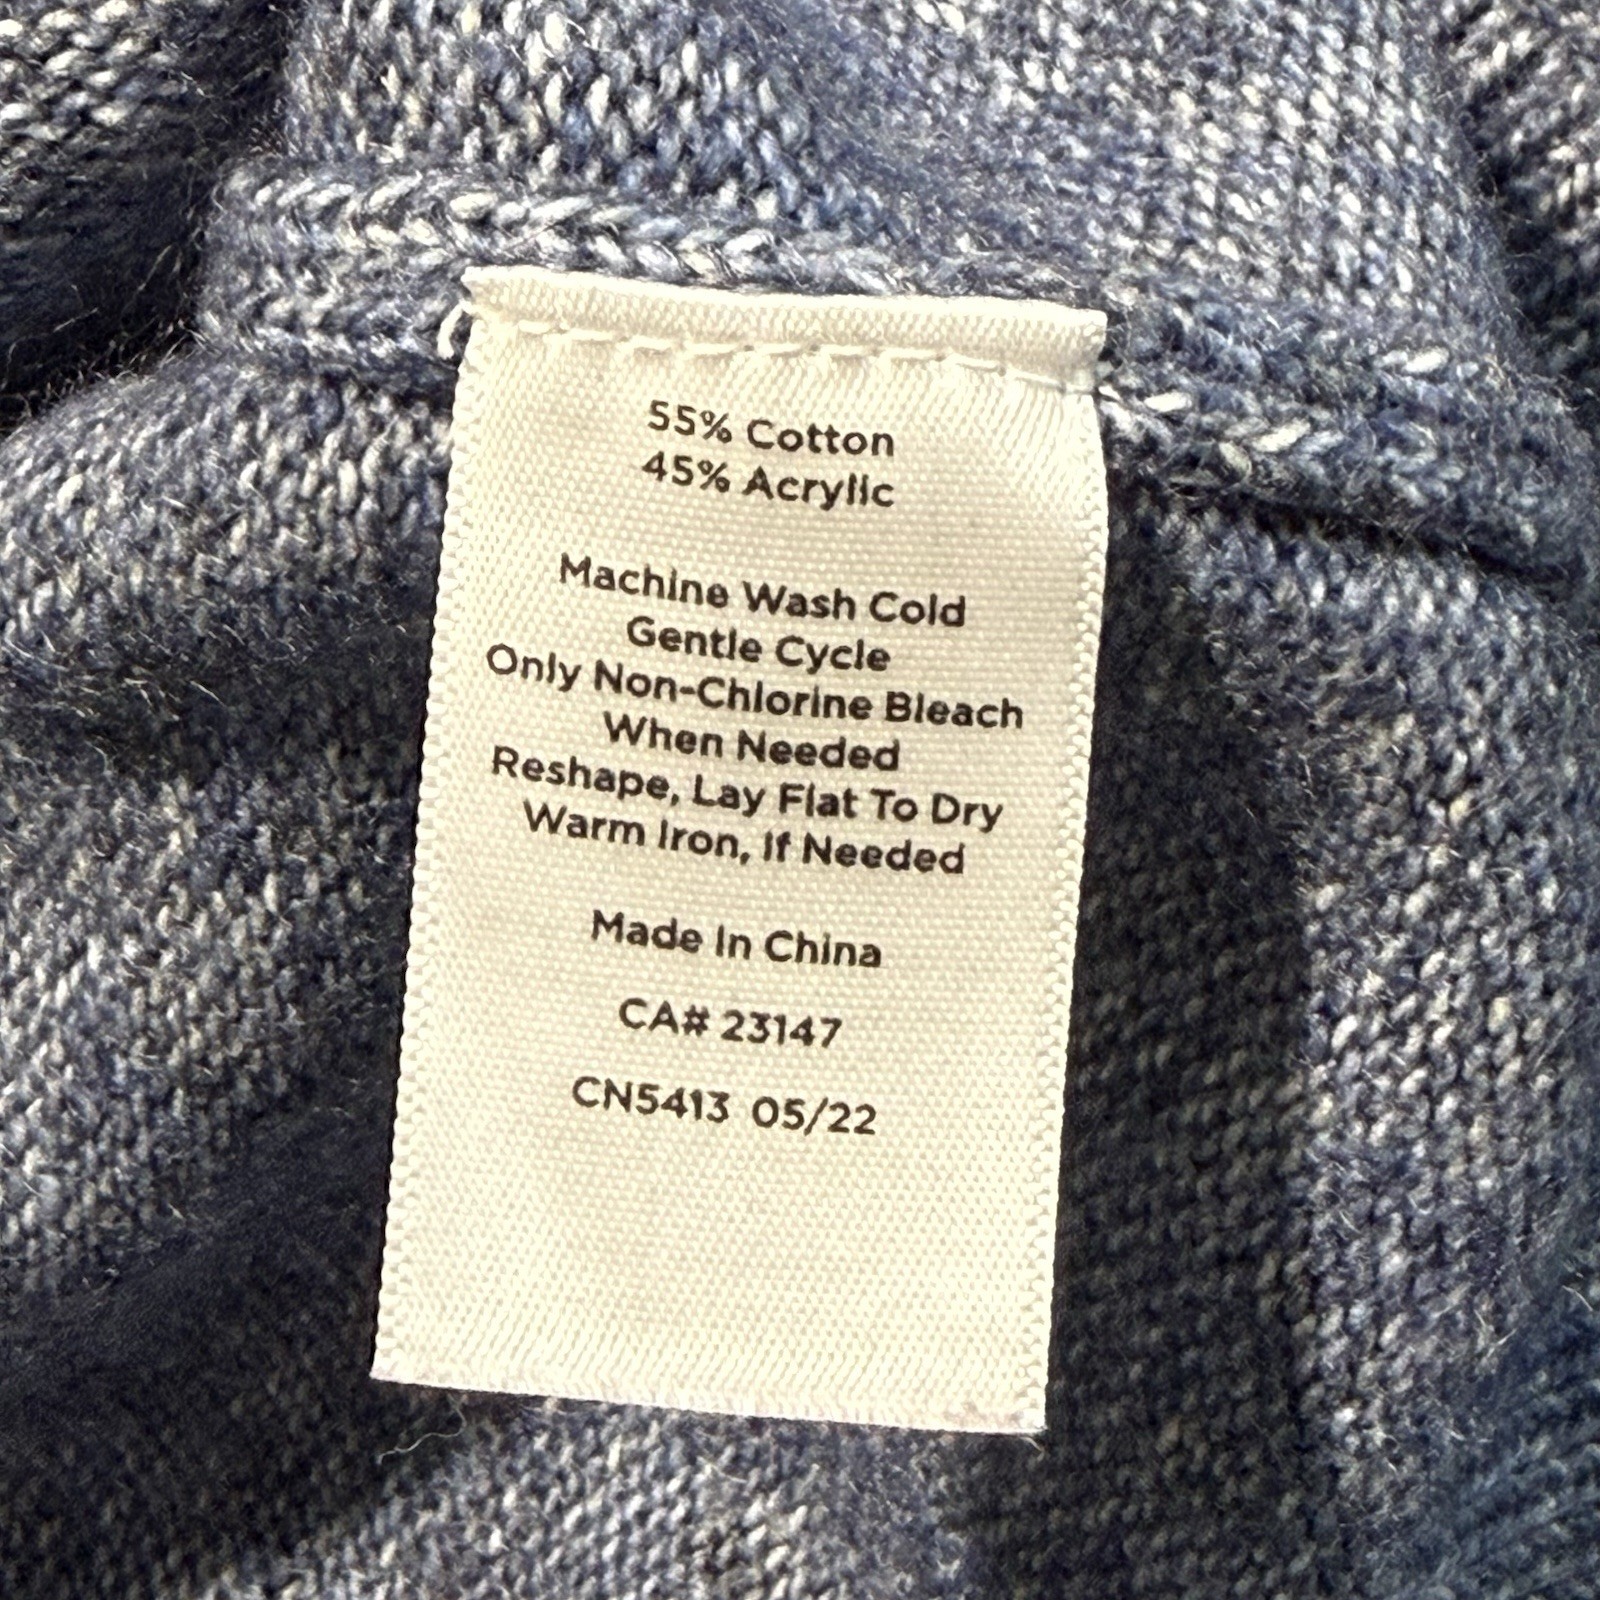 55% Cotton
45% Acrylic
Machine Wash Cold
Gentle Cycle
Only Non-Chlorine Bleach
When Needed
Reshape, Lay Flat To Dry
Warm Iron, If Needed
Made In China
CA# 23147
CN5413 05/22